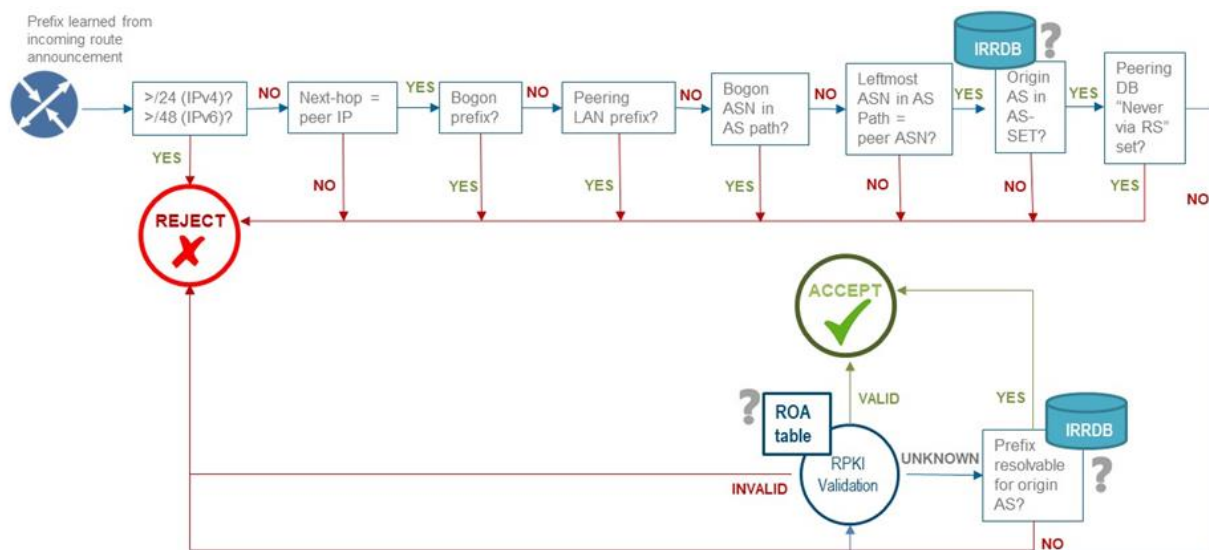 Prefix learned from
incoming route
announcement
>/24 (IPv4)?
>/48 (IPv6)?
NO
YES
Next-hop =
peer IP
YES
NO
Bogon
prefix?
NO
YES
Peering
LAN prefix?
NO
YES
Bogon
ASN in
AS path?
NO
YES
Leftmost
ASN in AS
Path =
peer ASN?
YES
NO
IRRDB
?
Origin
AS in
AS-
SET?
YES
NO
Peering
DB
"Never
via RS"
set?
YES
NO
REJECT
ACCEPT
?
ROA
table
VALID
YES
RPKI
Validation
INVALID
UNKNOWN
IRRDB
Prefix
resolvable
for origin
AS?
?
NO